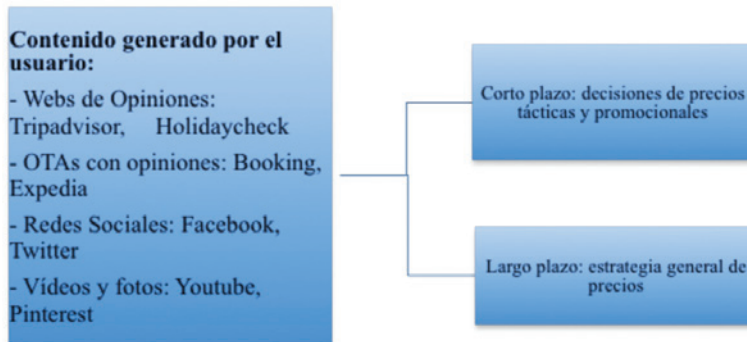 Contenido generado por el
usuario:
- Webs de Opiniones:
Tripadvisor, Holidaycheck
- OTAs con opiniones: Booking,
Expedia
- Redes Sociales: Facebook,
Twitter
- Vídeos y fotos: Youtube,
Pinterest
Corto plazo: decisiones de precios
tácticas y promocionales
Largo plazo: estrategia general de
precios